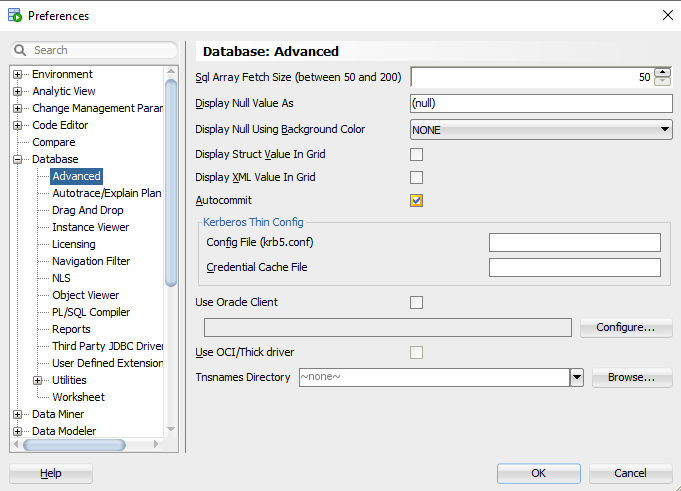 Preferences
Search
Environment
Analytic View
Change Management Paran
Code Editor
Compare
Database
Advanced
Autotrace/Explain Plan
Drag And Drop
Instance Viewer
Licensing
Navigation Filter
NLS
Object Viewer
PL/SQL Compiler
Reports
Third Party JDBC Driver
User Defined Extension
Utilities
Worksheet
Data Miner
Data Modeler
Database: Advanced
Sql Array Fetch Size (between 50 and 200) 50
Display Null Value As (null)
Display Null Using Background Color NONE
Display Struct Value In Grid
Display XML Value In Grid
Autocommit
Kerberos Thin Config
Config File (krb5.conf)
Credential Cache File
Use Oracle Client
Configure...
Use OCI/Thick driver
Tnsnames Directory ~none~ Browse...
Help OK Cancel